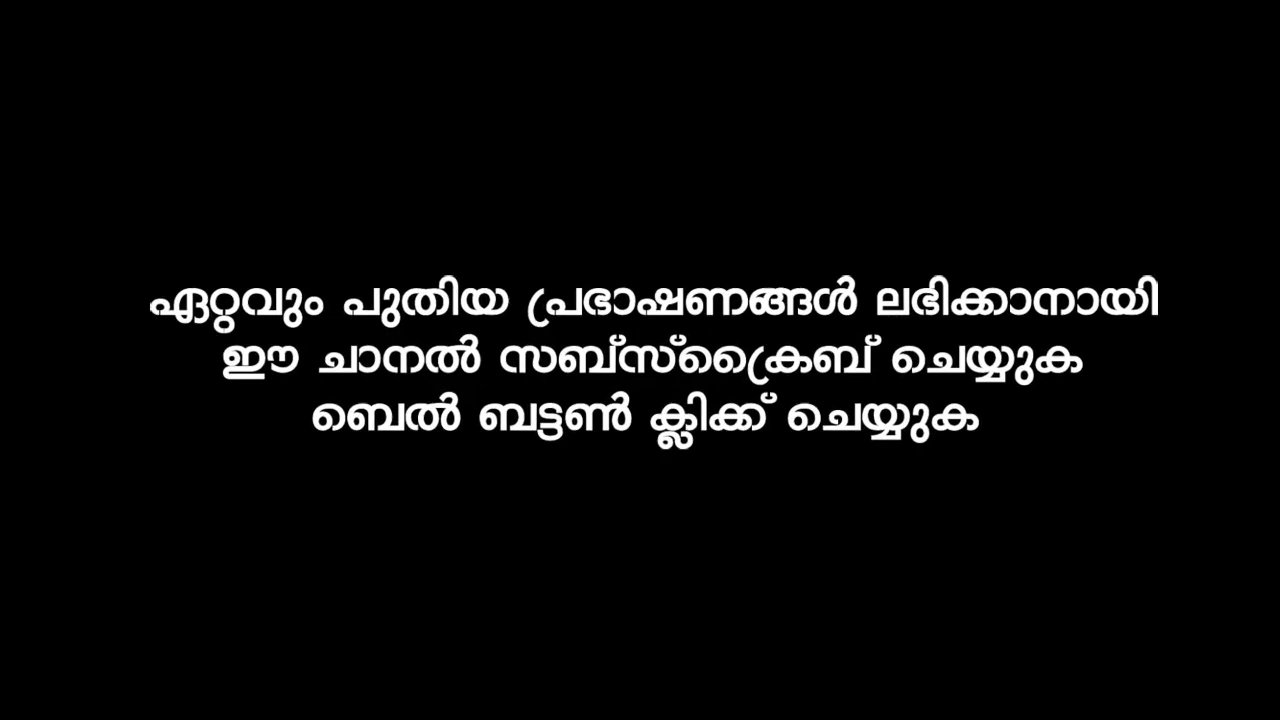 ഏറ്റവും പുതിയ പ്രഭാഷണങ്ങൾ ലഭിക്കാനായി
ഈ ചാനൽ സബ്സ്ക്രൈബ് ചെയ്യുക
ബെൽ ബട്ടൺ ക്ലിക്ക് ചെയ്യുക